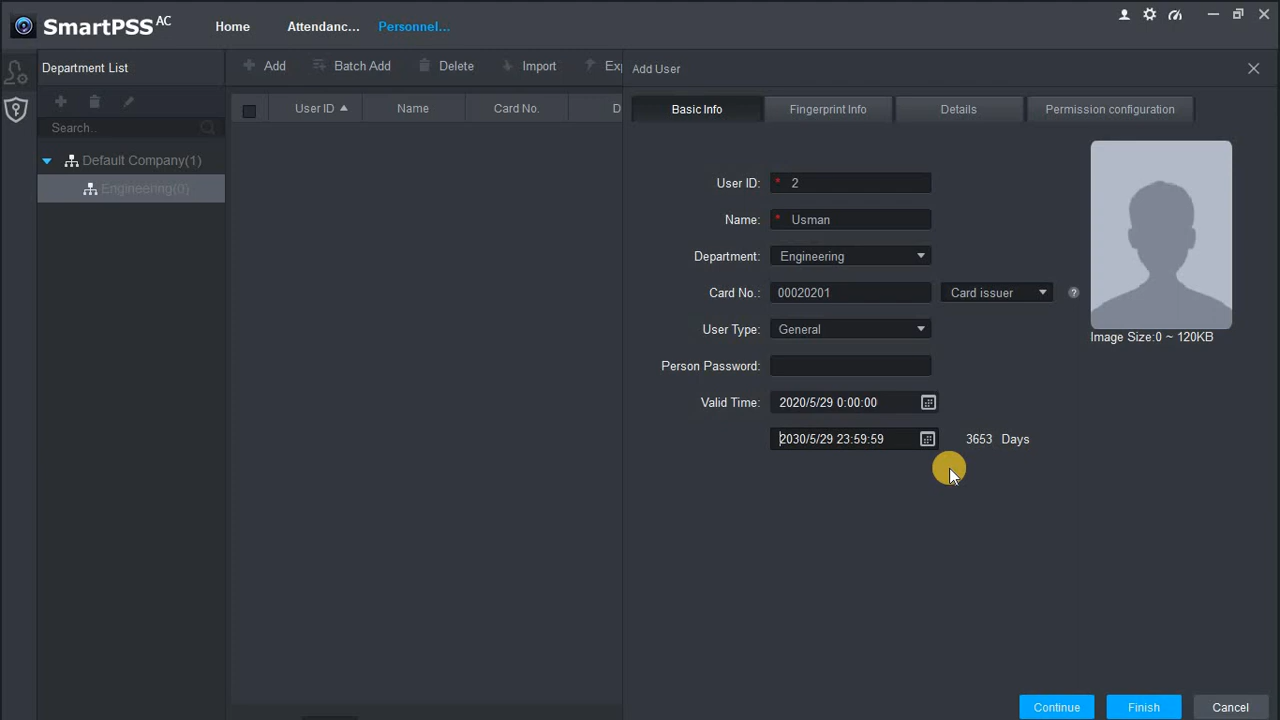 SmartPSS AC Home Attendanc... Personnel...
Department List
Search..
Default Company(1)
Engineering(0)
Add Batch Add Delete Import Exp
User ID Name Card No. D
Add User
Basic Info Fingerprint Info Details Permission configuration
User ID: * 2
Name: * Usman
Department: Engineering
Card No.: 00020201 Card issuer ?
User Type: General
Image Size:0 ~ 120KB
Person Password:
Valid Time: 2020/5/29 0:00:00
2030/5/29 23:59:59 3653 Days
Continue Finish Cancel